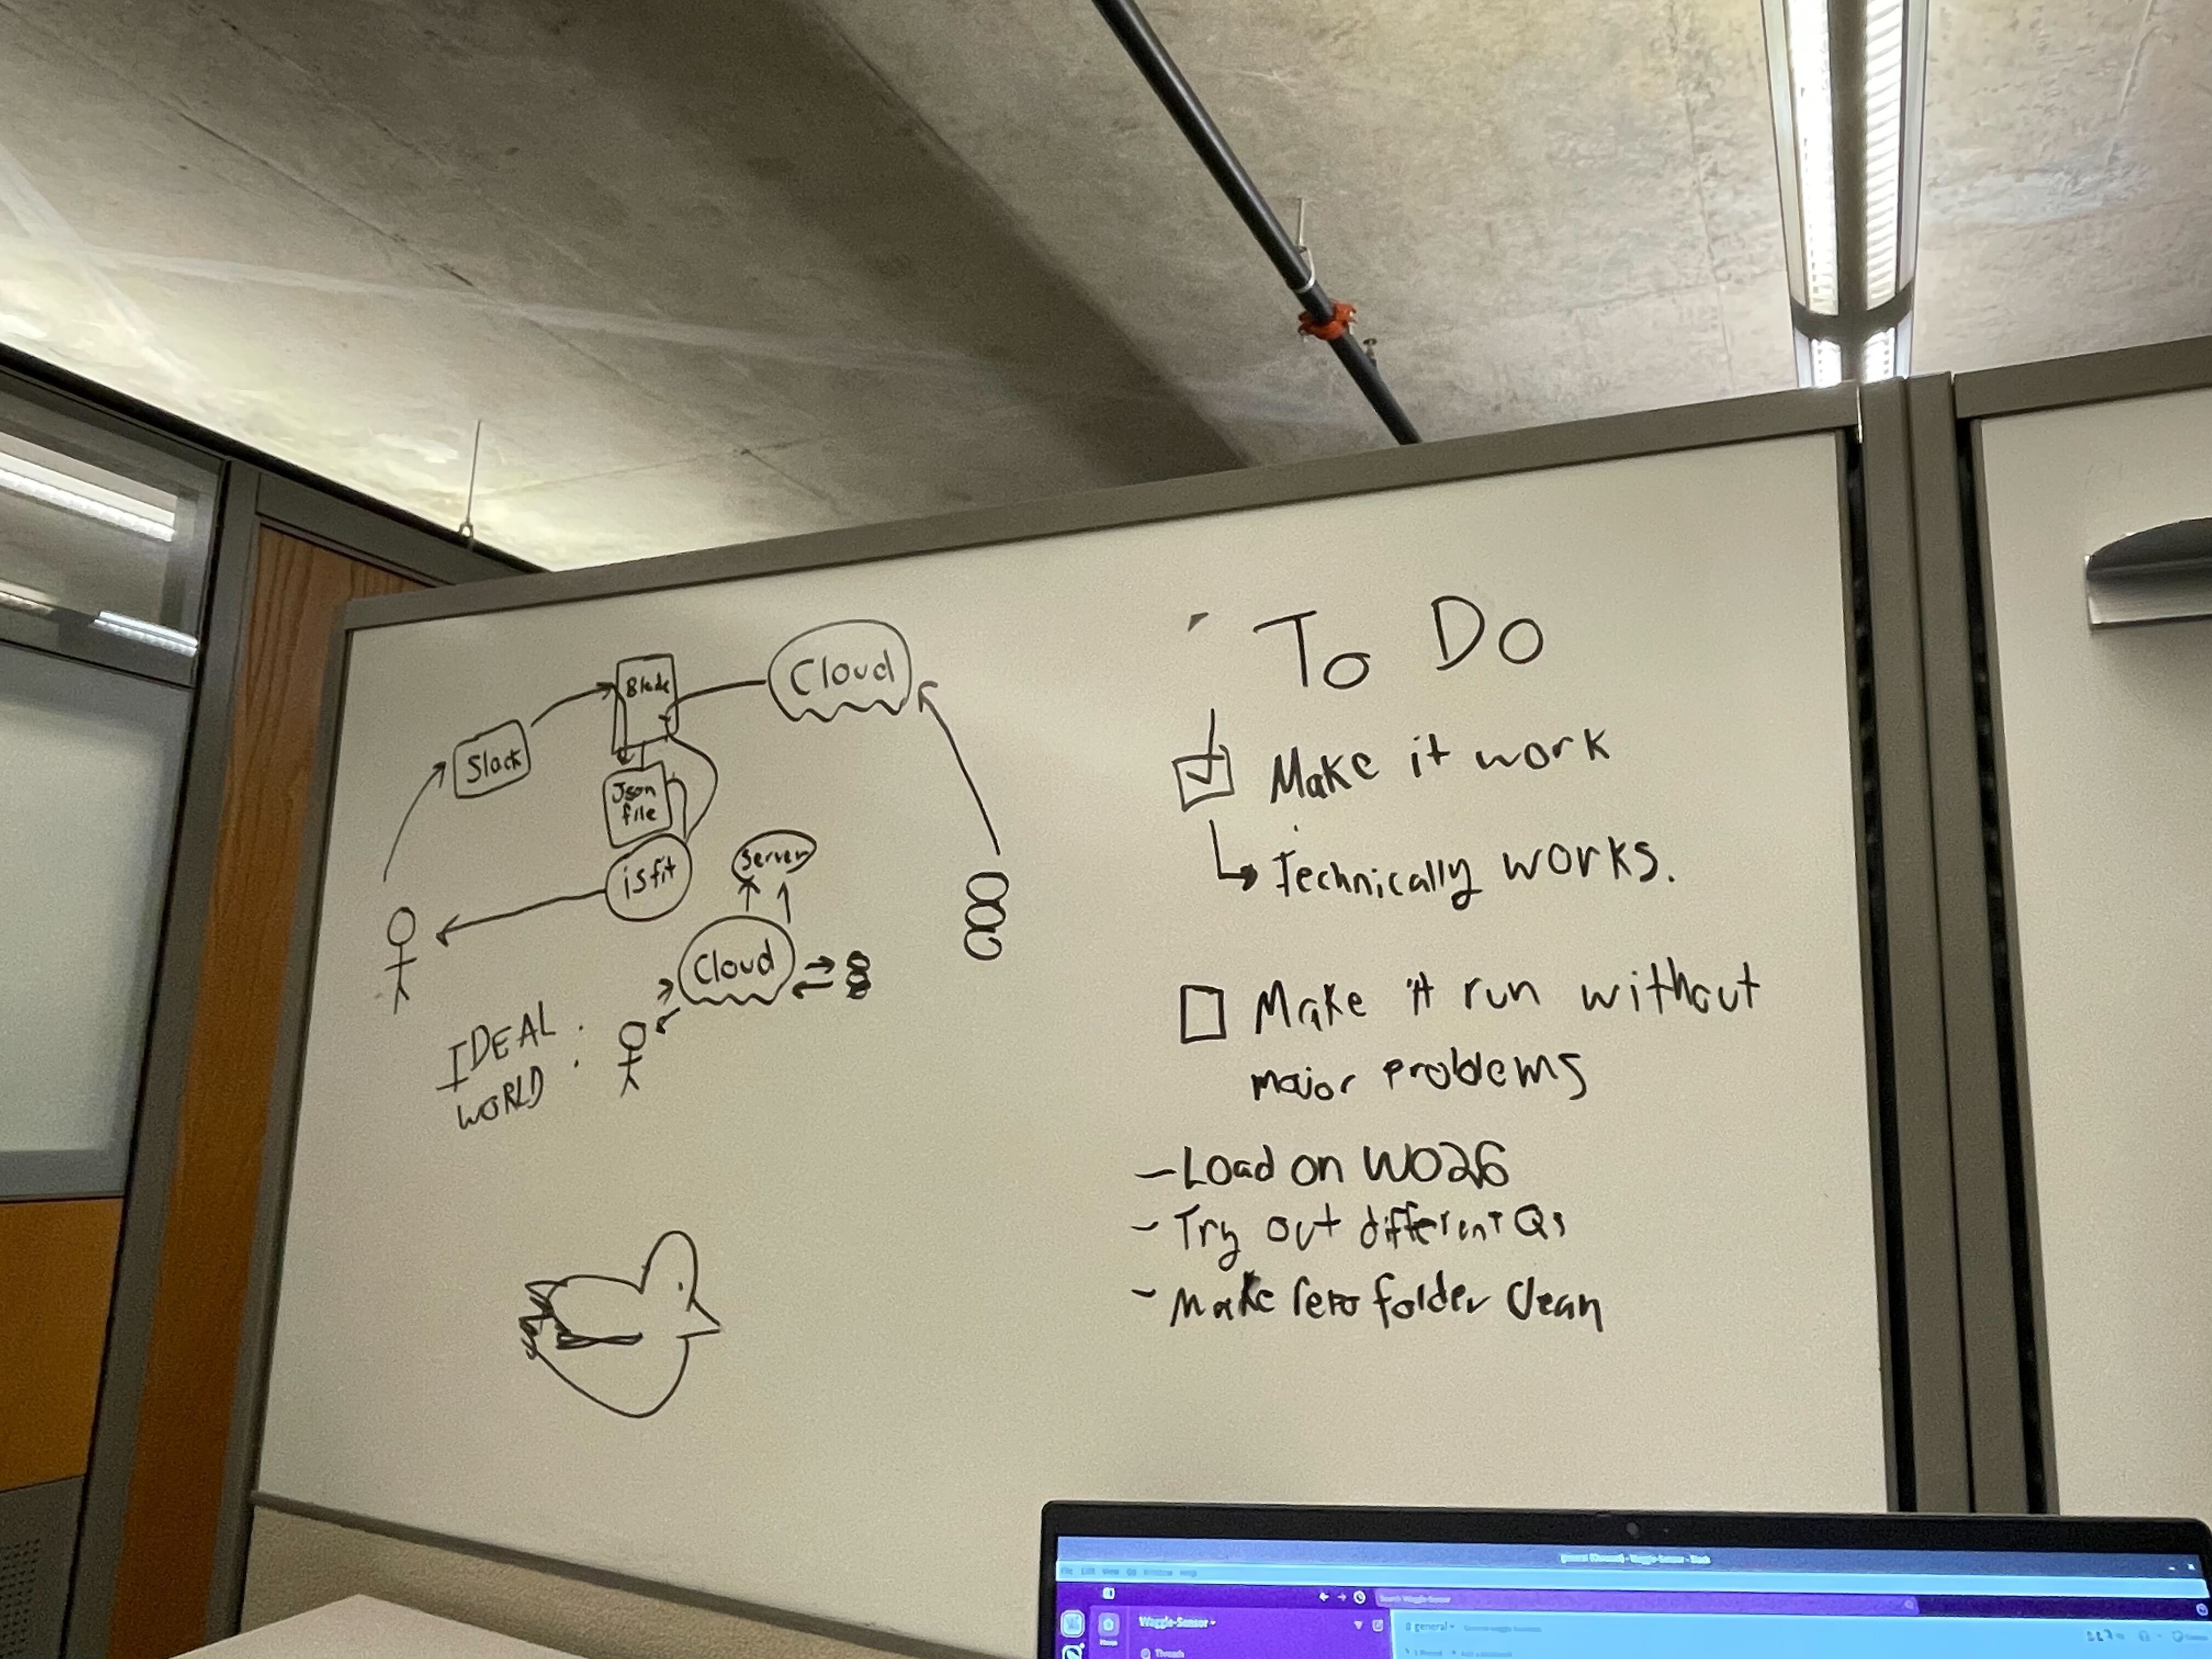 Cloud
Blade
Slack
Json
file
isfit
server
Cloud
IDEAL
WORLD :
To Do
Make it work
Technically works.
Make it run without
major problems
- Load on W026
- Try out different Qs
- Make folder clean
Waggle-Sensor
general
Threads